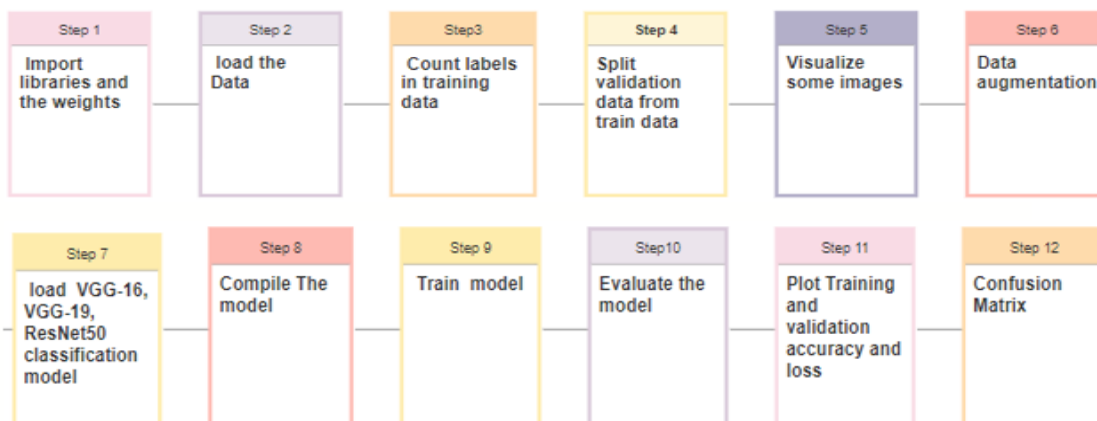 Step 1
Import
libraries and
the weights
Step 2
load the
Data
Step3
Count labels
in training
data
Step 4
Split
validation
data from
train data
Step 5
Visualize
some images
Step 6
Data
augmentation
Step 7
load VGG-16,
VGG-19,
ResNet50
classification
model
Step 8
Compile The
model
Step 9
Train model
Step10
Evaluate the
model
Step 11
Plot Training
and
validation
accuracy and
loss
Step 12
Confusion
Matrix